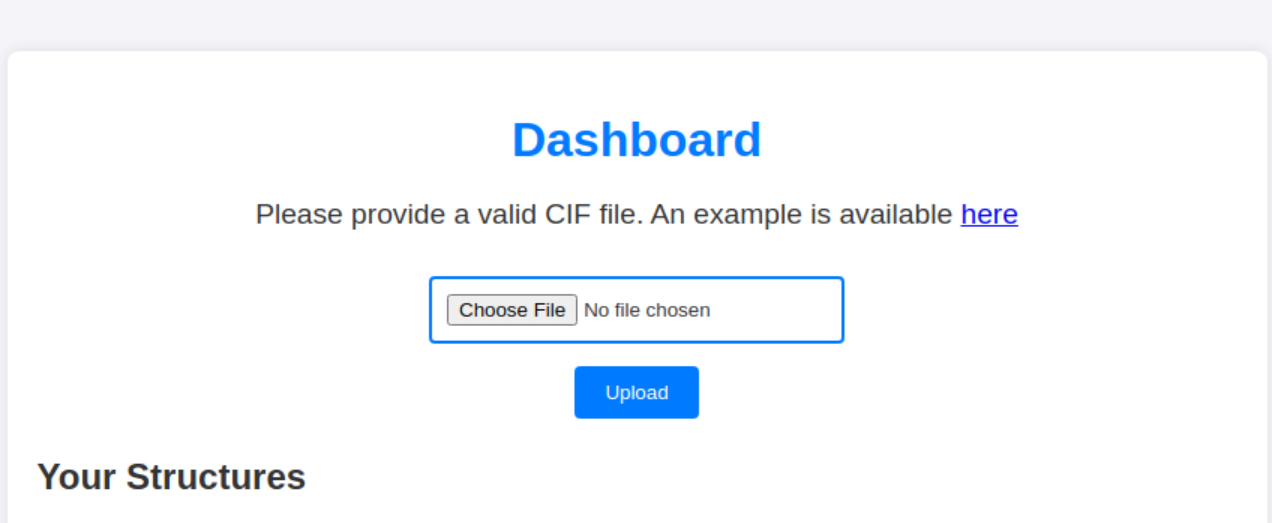 Dashboard
Please provide a valid CIF file. An example is available here
Choose File No file chosen
Upload
Your Structures